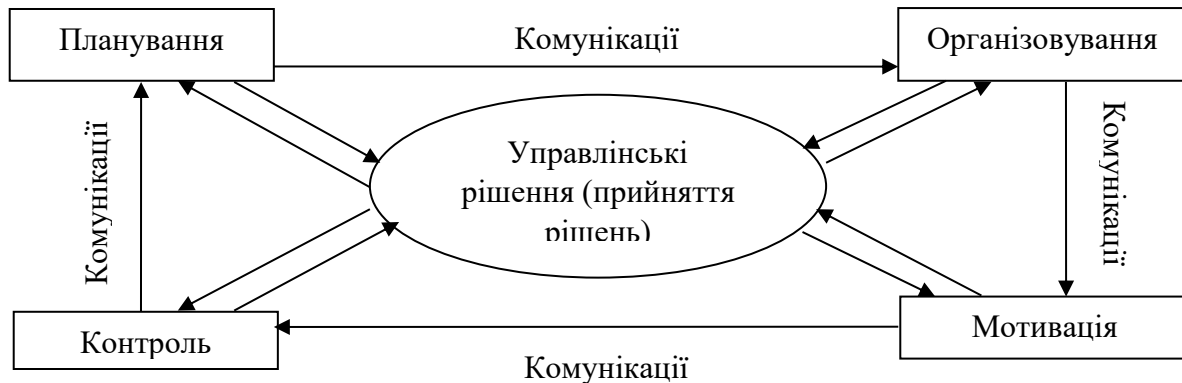 Планування
Комунікації
Організовування
Комунікації
Управлінські
рішення (прийняття
рішень)
Комунікації
Контроль
Комунікації
Мотивація